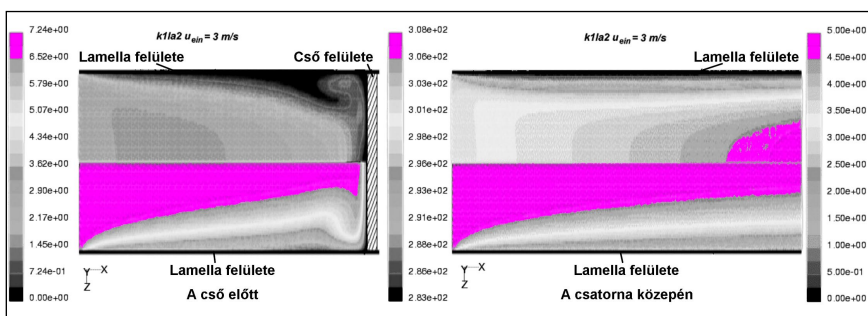 k1la2 u_ein = 3 m/s
Lamella felülete
Cső felülete
7.24e+00
6.52e+00
5.79e+00
5.07e+00
4.34e+00
3.62e+00
2.90e+00
2.17e+00
1.45e+00
7.24e-01
0.00e+00
Lamella felülete
Y X
Z
A cső előtt
3.08e+02
3.06e+02
3.03e+02
3.01e+02
2.98e+02
2.96e+02
2.93e+02
2.91e+02
2.88e+02
2.86e+02
2.83e+02
k1la2 u_ein = 3 m/s
Lamella felülete
Lamella felülete
Y X
Z
A csatorna közepén
5.00e+00
4.50e+00
4.00e+00
3.50e+00
3.00e+00
2.50e+00
2.00e+00
1.50e+00
1.00e+00
5.00e-01
0.00e+00